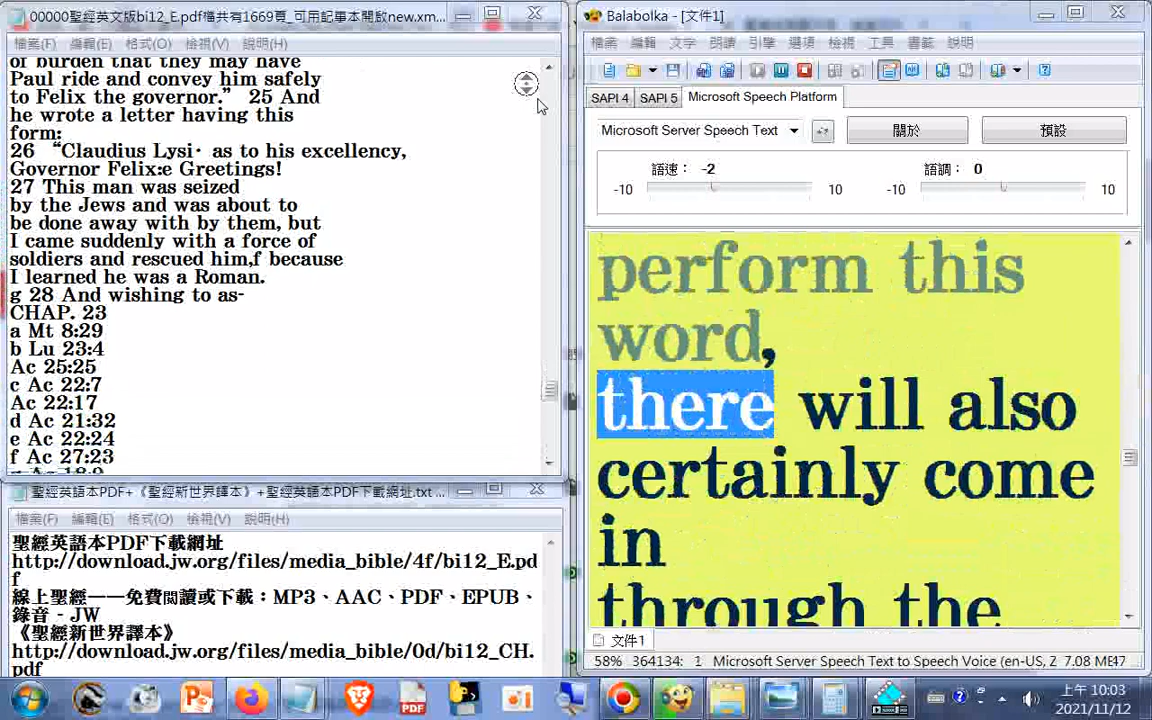 00000聖經英文版bi12_E.pdf檔共有1669頁_可用記事本開啟new.xm...
檔案(F) 編輯(E) 格式(O) 檢視(V) 說明(H)
of burden that they may have
Paul ride and convey him safely
to Felix the governor.” 25 And
he wrote a letter having this
form:
26 “Claudius Lysi· as to his excellency,
Governor Felix:e Greetings!
27 This man was seized
by the Jews and was about to
be done away with by them, but
I came suddenly with a force of
soldiers and rescued him,f because
I learned he was a Roman.
g 28 And wishing to as-
CHAP. 23
a Mt 8:29
b Lu 23:4
Ac 25:25
c Ac 22:7
Ac 22:17
d Ac 21:32
e Ac 22:24
f Ac 27:23
聖經英語本PDF+《聖經新世界譯本》+聖經英語本PDF下載網址.txt ...
檔案(F) 編輯(E) 格式(O) 檢視(V) 說明(H)
聖經英語本PDF下載網址
http://download.jw.org/files/media_bible/4f/bi12_E.pd
f
線上聖經——免費閱讀或下載：MP3、AAC、PDF、EPUB、
錄音 - JW
《聖經新世界譯本》
http://download.jw.org/files/media_bible/0d/bi12_CH.
pdf
Balabolka - [文件1]
檔案 編輯 文字 朗讀 引擎 選項 檢視 工具 書籤 說明
SAPI 4 SAPI 5 Microsoft Speech Platform
Microsoft Server Speech Text 關於 預設
語速： -2 語調： 0
-10 10 -10 10
perform this
word,
there will also
certainly come
in
through the
文件1
58% 364134: 1 Microsoft Server Speech Text to Speech Voice (en-US, Z 7.08 ME47
上午 10:03
2021/11/12